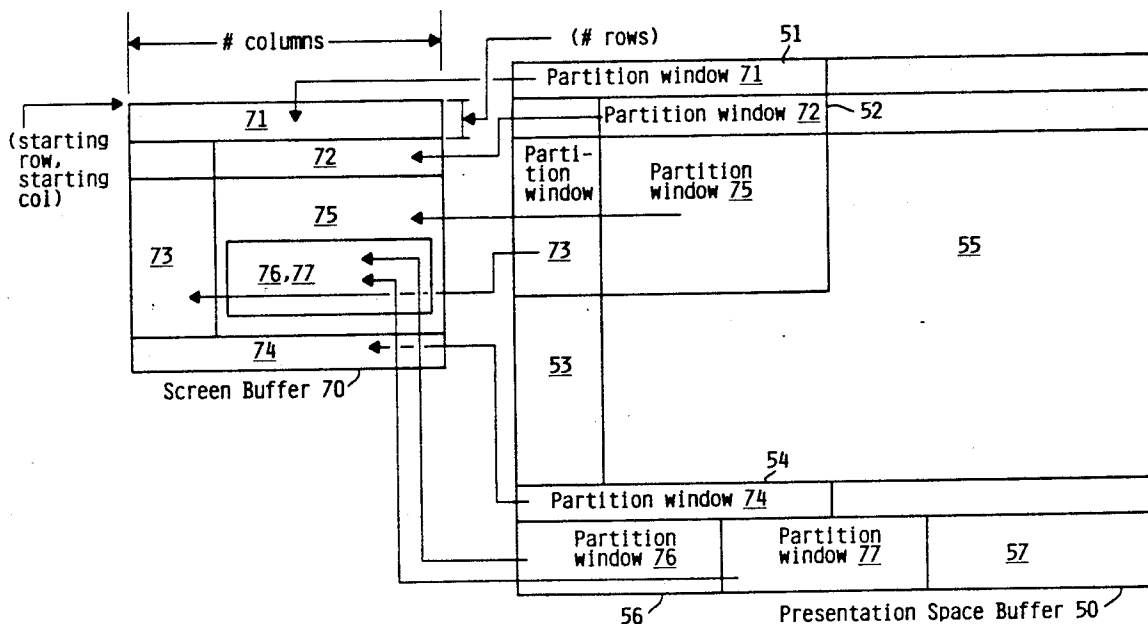 # columns
(# rows)
51
Partition window 71
71
(starting
row,
starting
col)
Partition window 72
52
72
Parti-
tion
window
Partition
window 75
75
55
73
73
76,77
74
53
Screen Buffer 70
54
Partition window 74
Partition
window 76
Partition
window 77
57
56
Presentation Space Buffer 50